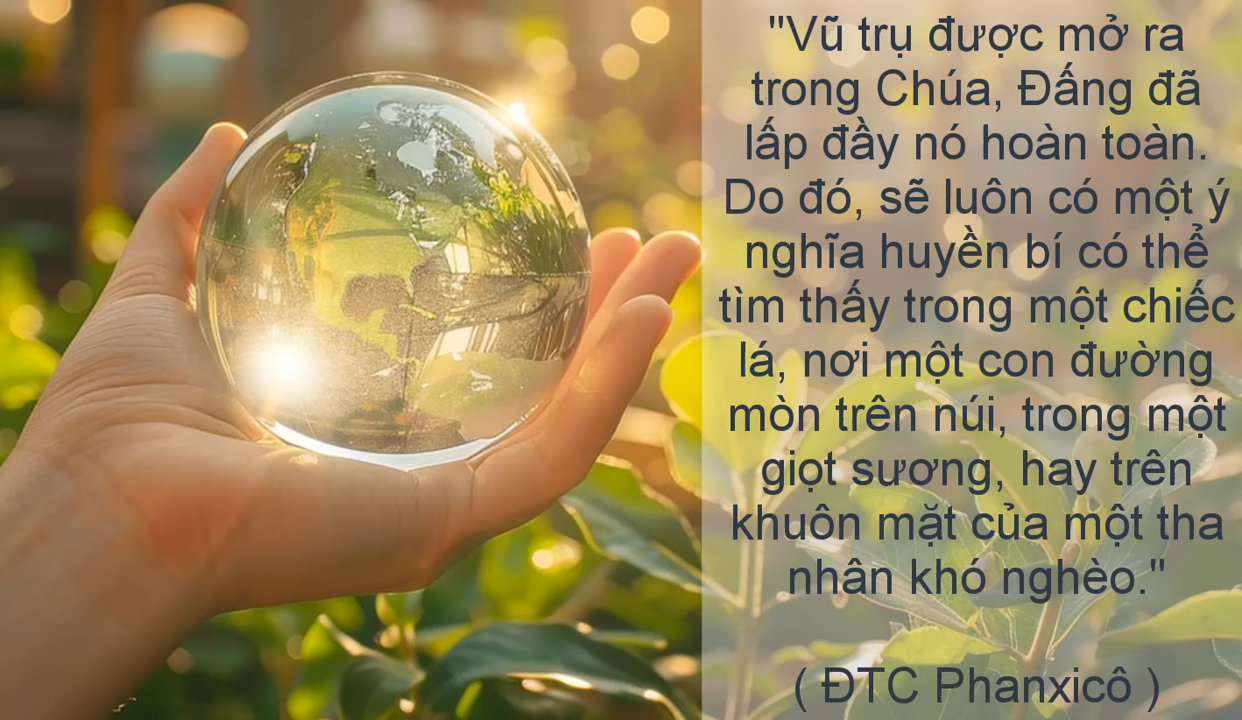 "Vũ trụ được mở ra
trong Chúa, Đấng đã
lấp đầy nó hoàn toàn.
Do đó, sẽ luôn có một ý
nghĩa huyền bí có thể
tìm thấy trong một chiếc
lá, nơi một con đường
mòn trên núi, trong một
giọt sương, hay trên
khuôn mặt của một tha
nhân khó nghèo."
( ĐTC Phanxicô )